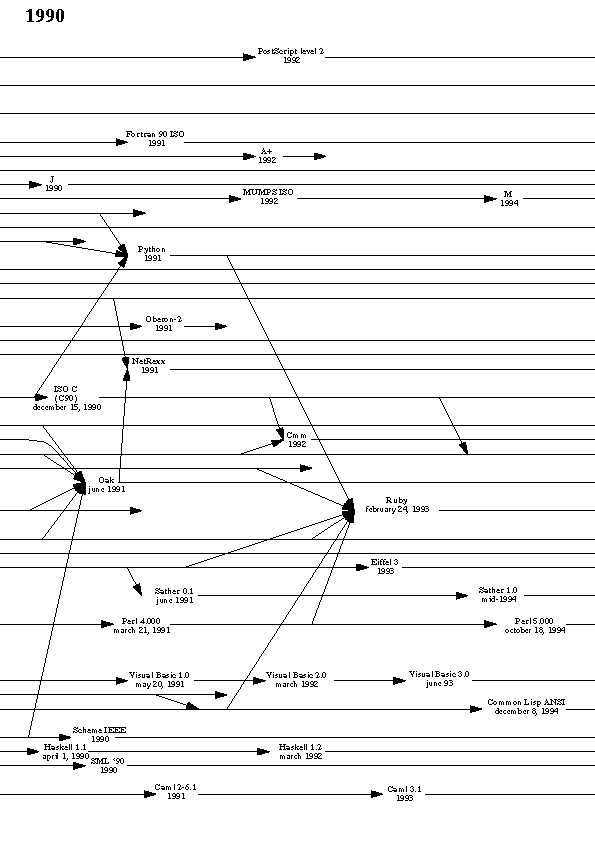 1990
PostScript level 2
1992
Fortran 90 ISO
1991
A+
1992
J
1990
MUMPS ISO
1992
M
1994
Python
1991
Oberon-2
1991
NetRexx
1991
ISO C
(C90)
december 15, 1990
Cmm
1992
Oak
june 1991
Ruby
february 24, 1993
Eiffel 3
1993
Sather 0.1
june 1991
Sather 1.0
mid-1994
Perl 4.000
march 21, 1991
Perl 5.000
october 18, 1994
Visual Basic 1.0
may 20, 1991
Visual Basic 2.0
march 1992
Visual Basic 3.0
june 93
Common Lisp ANSI
december 8, 1994
Scheme IEEE
1990
Haskell 1.1
april 1, 1990
Haskell 1.2
march 1992
SML '90
1990
Caml 2-6.1
1991
Caml 3.1
1993